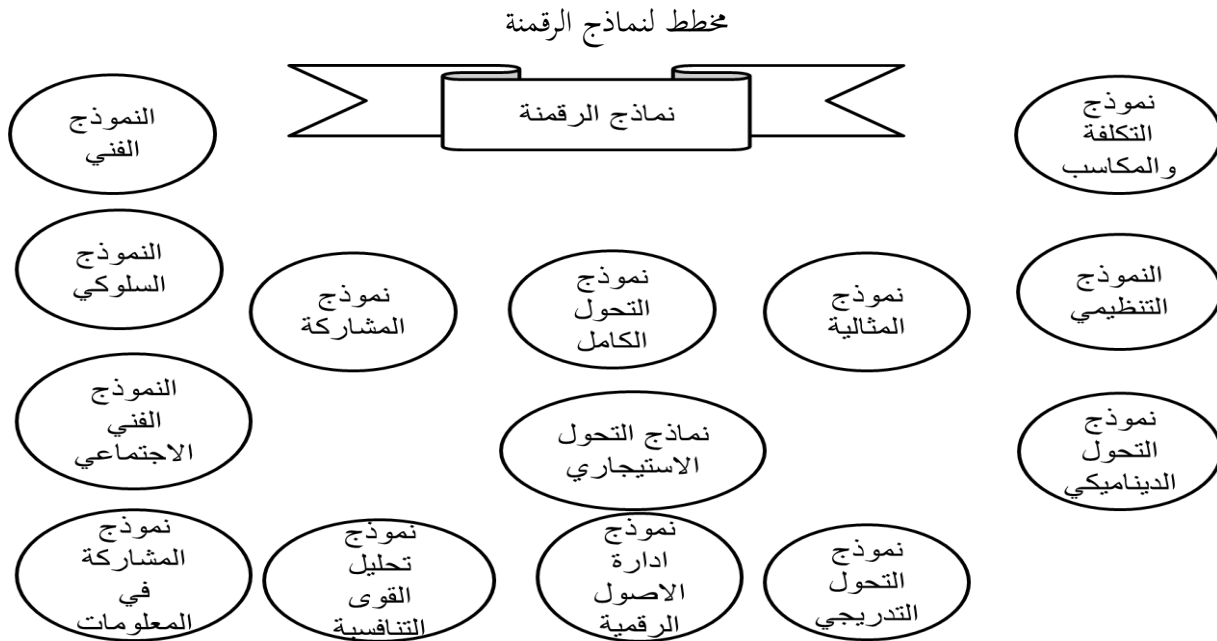 مخطط لنماذج الرقمنة
نماذج الرقمنة
نموذج
التكلفة
والمكاسب
النموذج
الفني
النموذج
التنظيمي
نموذج
المثالية
نموذج
التحول
الكامل
نموذج
المشاركة
النموذج
السلوكي
نموذج
التحول
الديناميكي
نماذج التحول
الاستيجاري
النموذج
الفني
الاجتماعي
نموذج
التحول
التدريجي
نموذج
ادارة
الاصول
الرقمية
نموذج
تحليل
القوى
التنافسية
نموذج
المشاركة
في
المعلومات